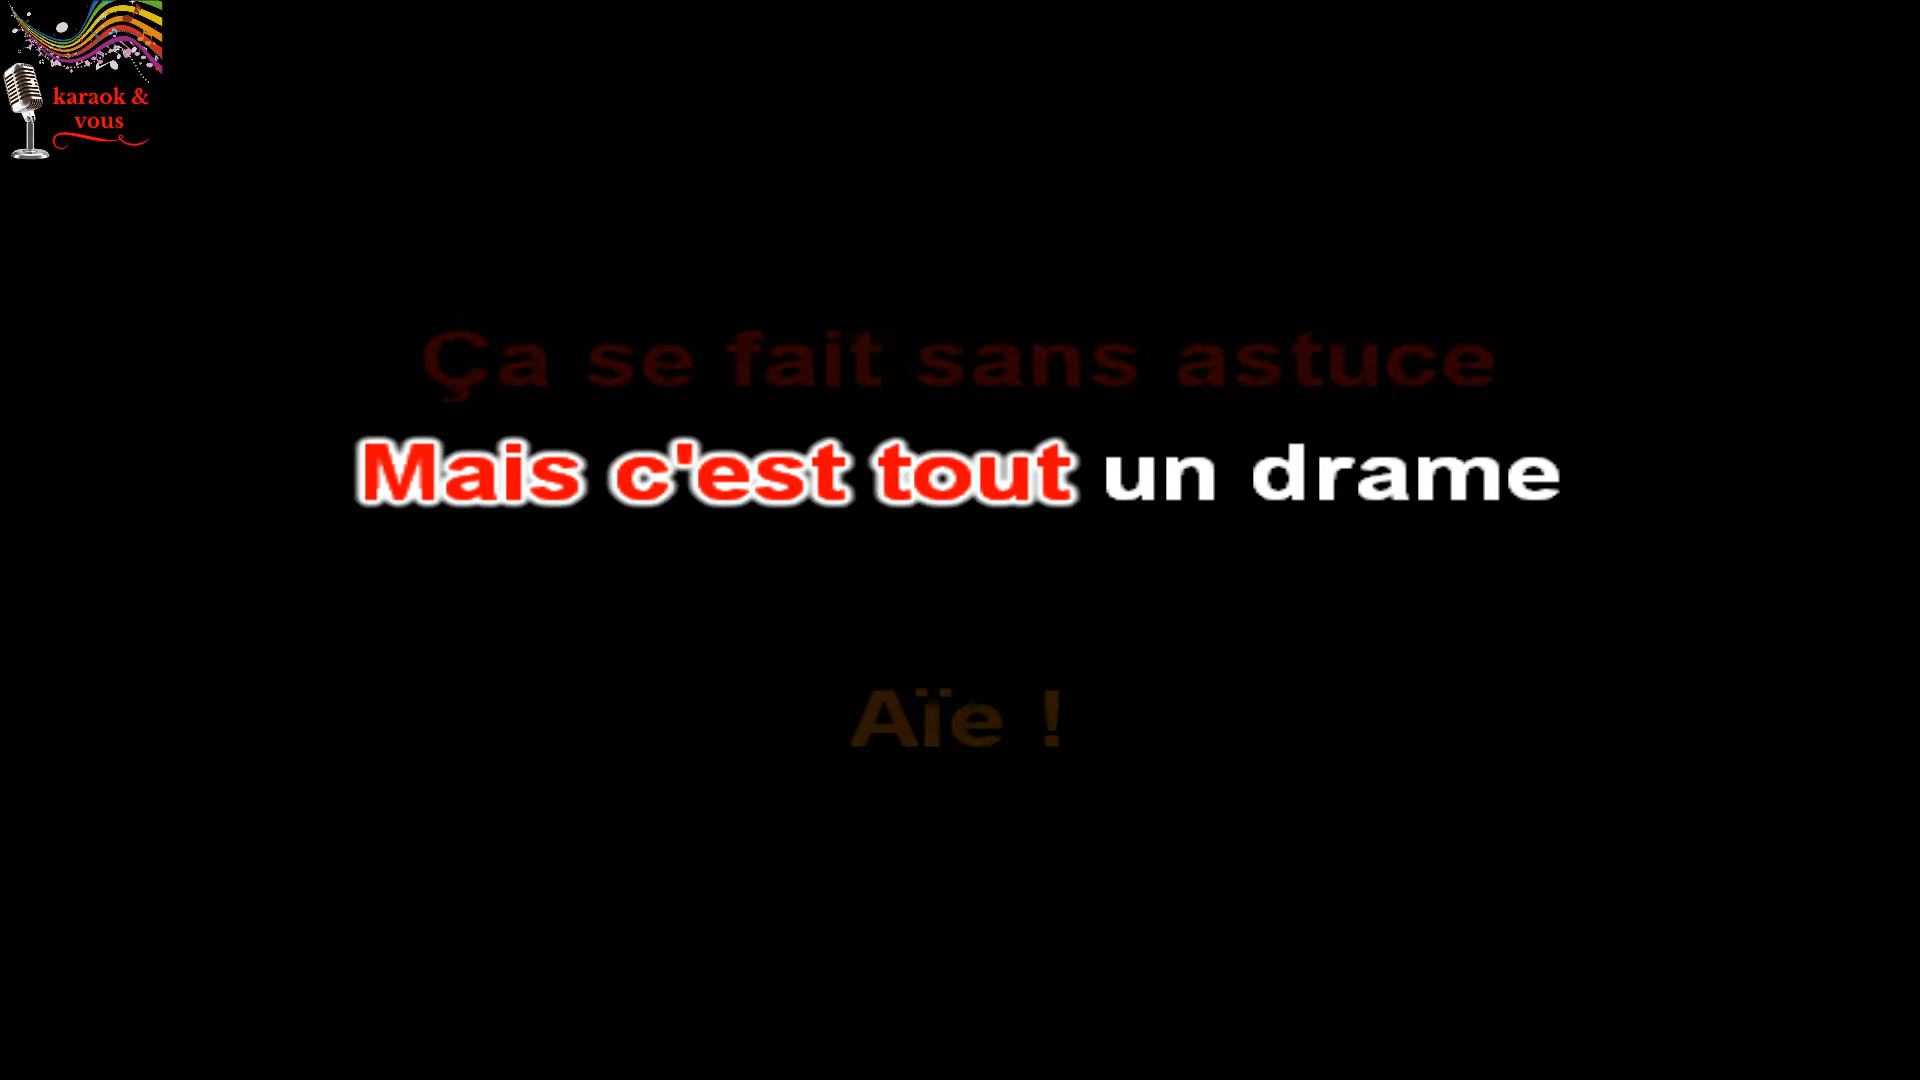 karaok &
vous
Ça se fait sans astuce
Mais c'est tout un drame
Aïe !